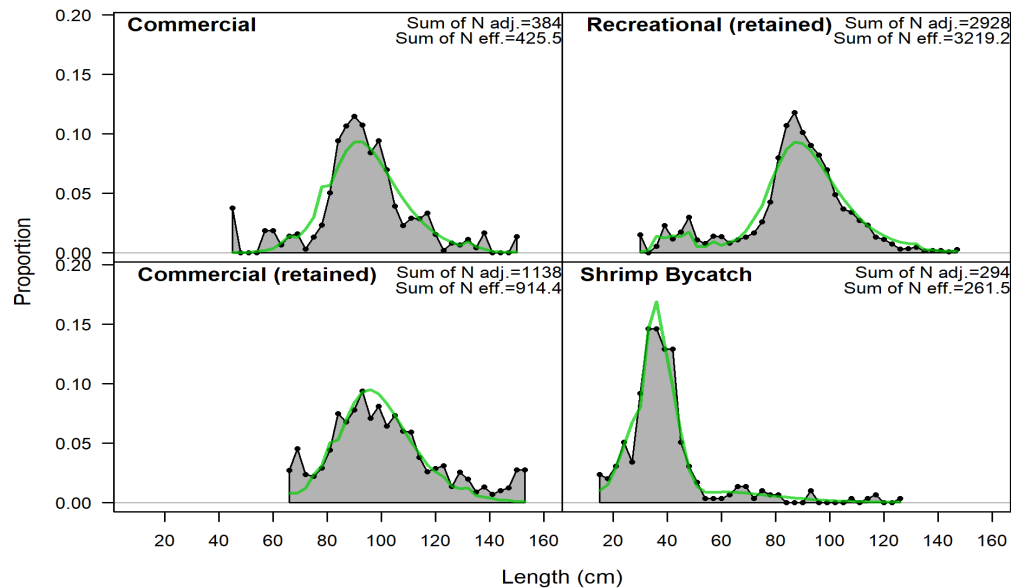 Commercial
Sum of N adj.=384
Sum of N eff.=425.5
Recreational (retained)
Sum of N adj.=2928
Sum of N eff.=3219.2
0.20
0.15
0.10
0.05
0.00
Commercial (retained)
Sum of N adj.=1138
Sum of N eff.=914.4
Shrimp Bycatch
Sum of N adj.=294
Sum of N eff.=261.5
0.20
0.15
0.10
0.05
0.00
Proportion
20 40 60 80 100 120 140 160
20 40 60 80 100 120 140 160
Length (cm)